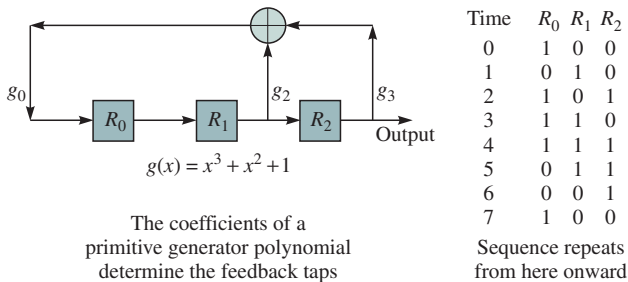 g0
g2
g3
R0
R1
R2
Output
g(x) = x³ + x² + 1
The coefficients of a
primitive generator polynomial
determine the feedback taps
Time R0 R1 R2
0 1 0 0
1 0 1 0
2 1 0 1
3 1 1 0
4 1 1 1
5 0 1 1
6 0 0 1
7 1 0 0
Sequence repeats
from here onward